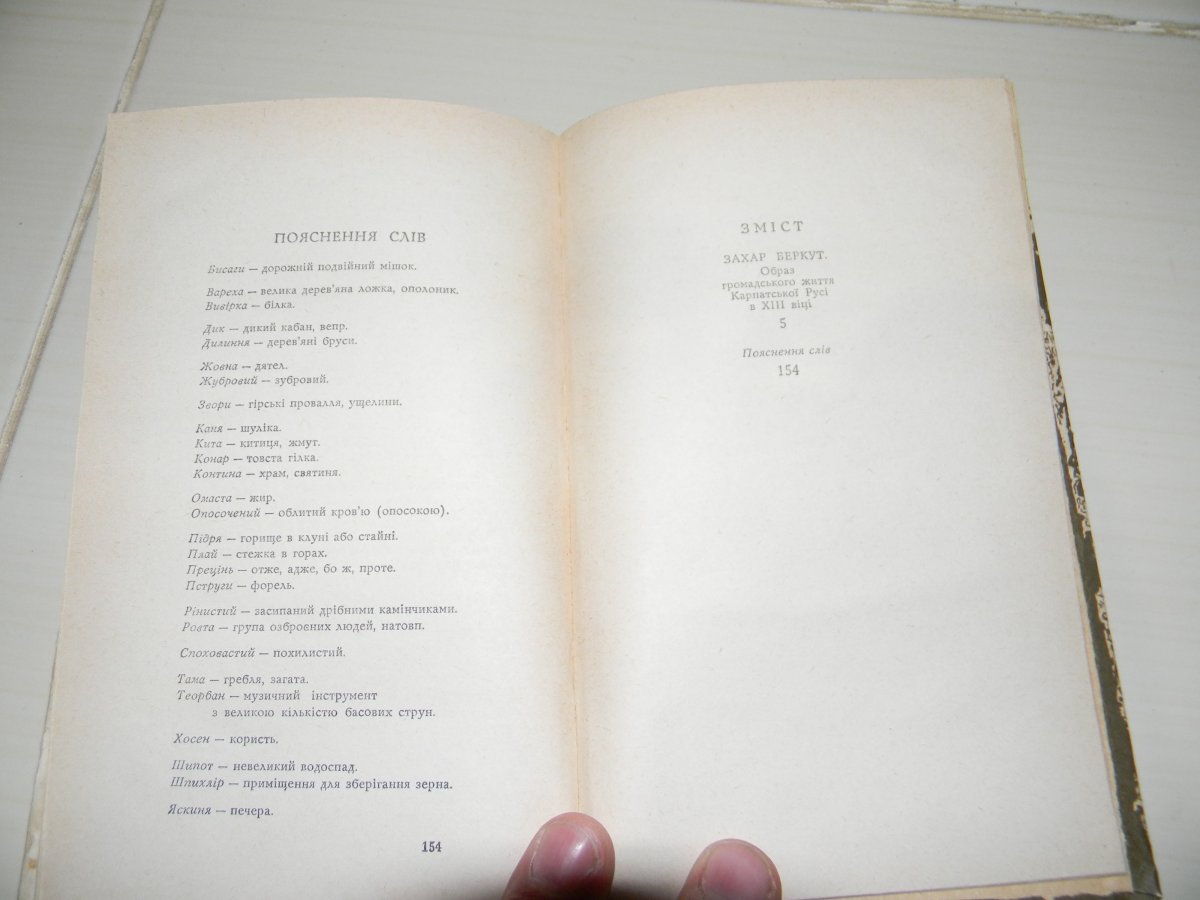 ПОЯСНЕННЯ СЛІВ
Бисаги — дорожній подвійний мішок.
Вареха — велика дерев'яна ложка, ополоник.
Вивірка — білка.
Дик — дикий кабан, вепр.
Дилиння — дерев'яні бруси.
Жовна — дятел.
Жубровий — зубровий.
Звори — гірські провалля, ущелини.
Каня — шуліка.
Кита — китиця, жмут.
Конар — товста гілка.
Контина — храм, святиня.
Омаста — жир.
Опосочений — облитий кров'ю (опосокою).
Підря — горище в клуні або стайні.
Плай — стежка в горах.
Прецінь — отже, адже, бо ж, проте.
Пструги — форель.
Рінистий — засипаний дрібними камінчиками.
Ровта — група озброєних людей, натовп.
Споховастий — похилистий.
Тама — гребля, загата.
Теорбан — музичний інструмент
з великою кількістю басових струн.
Хосен — користь.
Шипот — невеликий водоспад.
Шпихлір — приміщення для зберігання зерна.
Яскиня — печера.
154
ЗМІСТ
ЗАХАР БЕРКУТ.
Образ
громадського життя
Карпатської Русі
в XIII віці
5
Пояснення слів
154